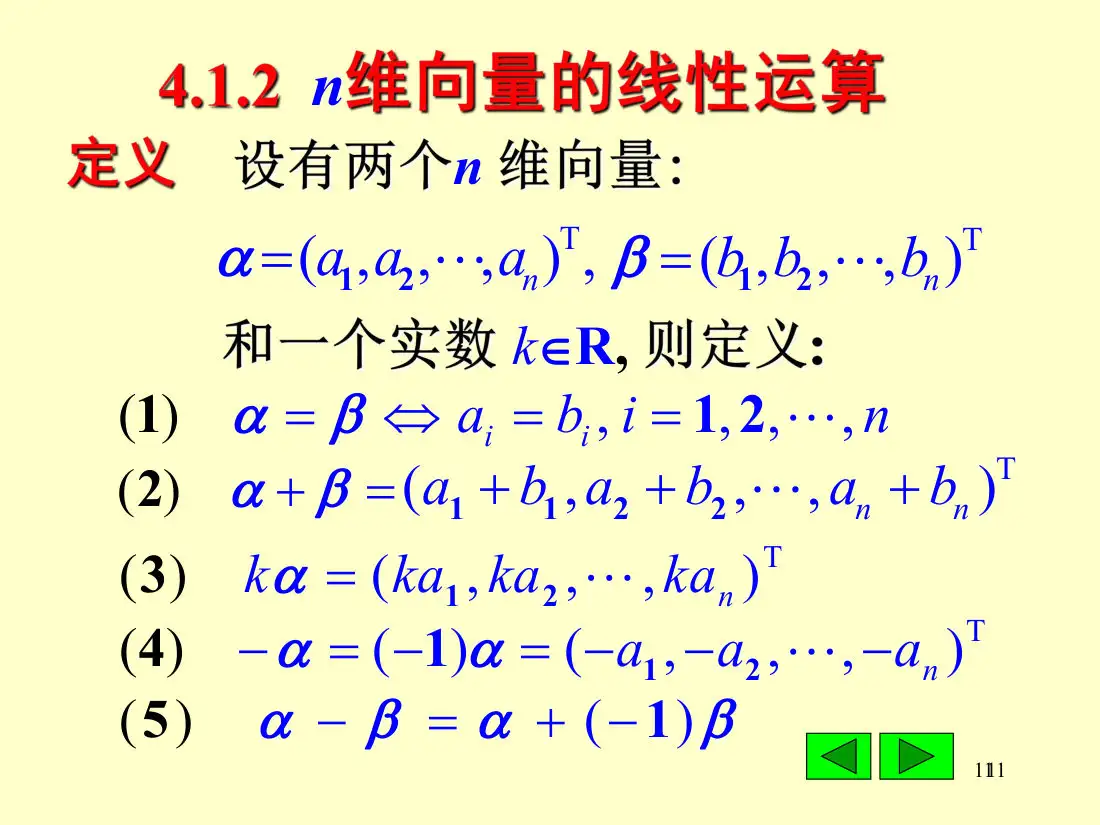 4.1.2 n维向量的线性运算
定义 设有两个n 维向量:
α=(a₁,a₂,⋯,aₙ)ᵀ, β=(b₁,b₂,⋯,bₙ)ᵀ
和一个实数 k∈R, 则定义:
(1) α = β ⇔ aᵢ = bᵢ, i = 1, 2, ⋯, n
(2) α + β =(a₁ + b₁, a₂ + b₂, ⋯, aₙ + bₙ)ᵀ
(3) kα = (ka₁, ka₂, ⋯, kaₙ)ᵀ
(4) −α = (−1)α = (−a₁, −a₂, ⋯, −aₙ)ᵀ
(5) α − β = α + (−1)β